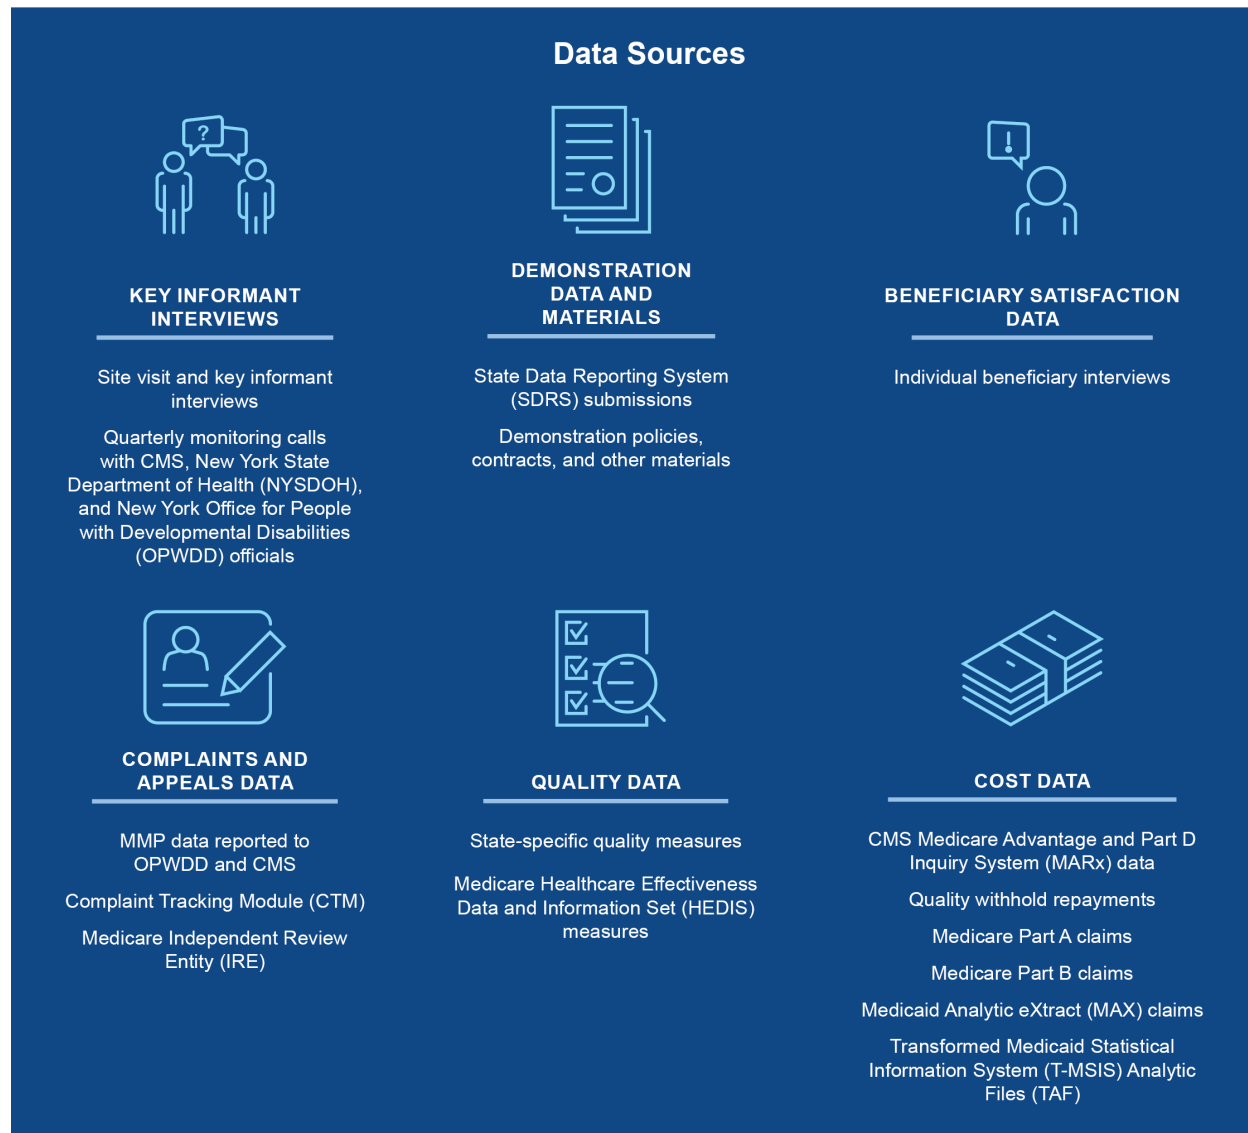 Data Sources
?
!
KEY INFORMANT
INTERVIEWS
Site visit and key informant
interviews
Quarterly monitoring calls
with CMS, New York State
Department of Health (NYSDOH),
and New York Office for People
with Developmental Disabilities
(OPWDD) officials
DEMONSTRATION
DATA AND
MATERIALS
State Data Reporting System
(SDRS) submissions
Demonstration policies,
contracts, and other materials
BENEFICIARY SATISFACTION
DATA
Individual beneficiary interviews
COMPLAINTS AND
APPEALS DATA
MMP data reported to
OPWDD and CMS
Complaint Tracking Module (CTM)
Medicare Independent Review
Entity (IRE)
QUALITY DATA
State-specific quality measures
Medicare Healthcare Effectiveness
Data and Information Set (HEDIS)
measures
COST DATA
CMS Medicare Advantage and Part D
Inquiry System (MARx) data
Quality withhold repayments
Medicare Part A claims
Medicare Part B claims
Medicaid Analytic eXtract (MAX) claims
Transformed Medicaid Statistical
Information System (T-MSIS) Analytic
Files (TAF)